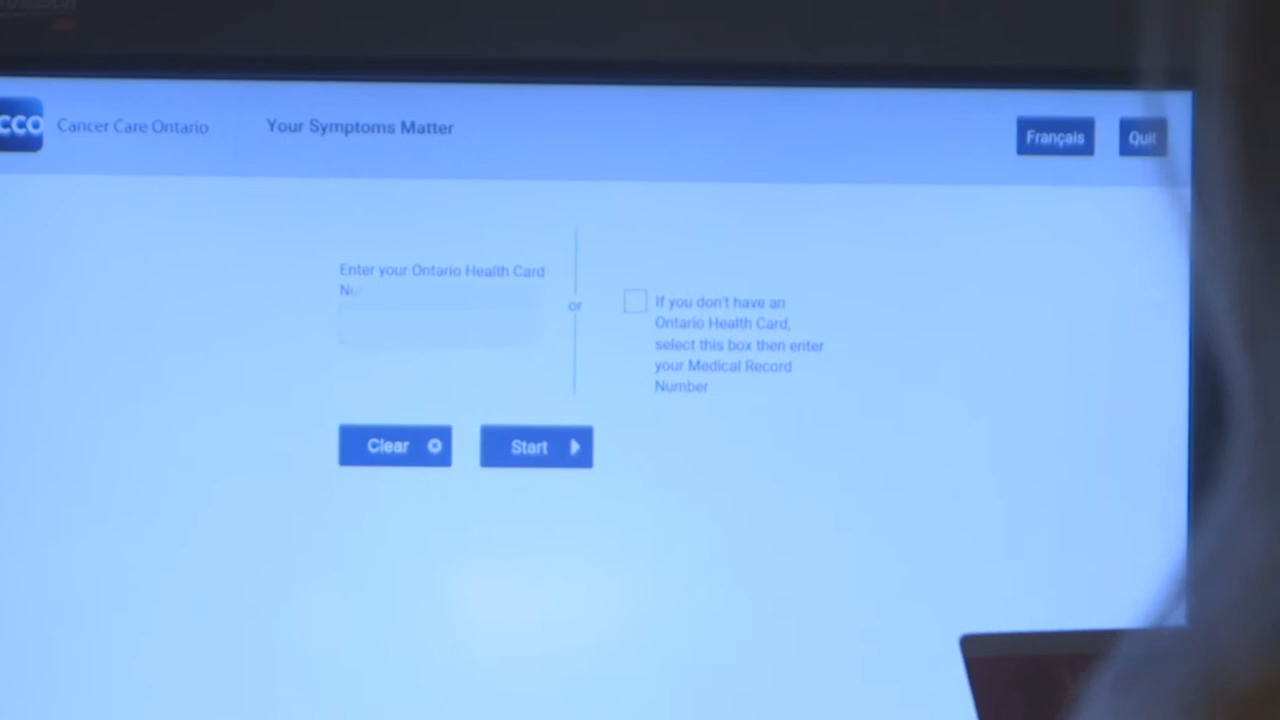 cco
Cancer Care Ontario
Your Symptoms Matter
Français
Quit
Enter your Ontario Health Card
or
If you don't have an
Ontario Health Card,
select this box then enter
your Medical Record
Number
Clear
Start